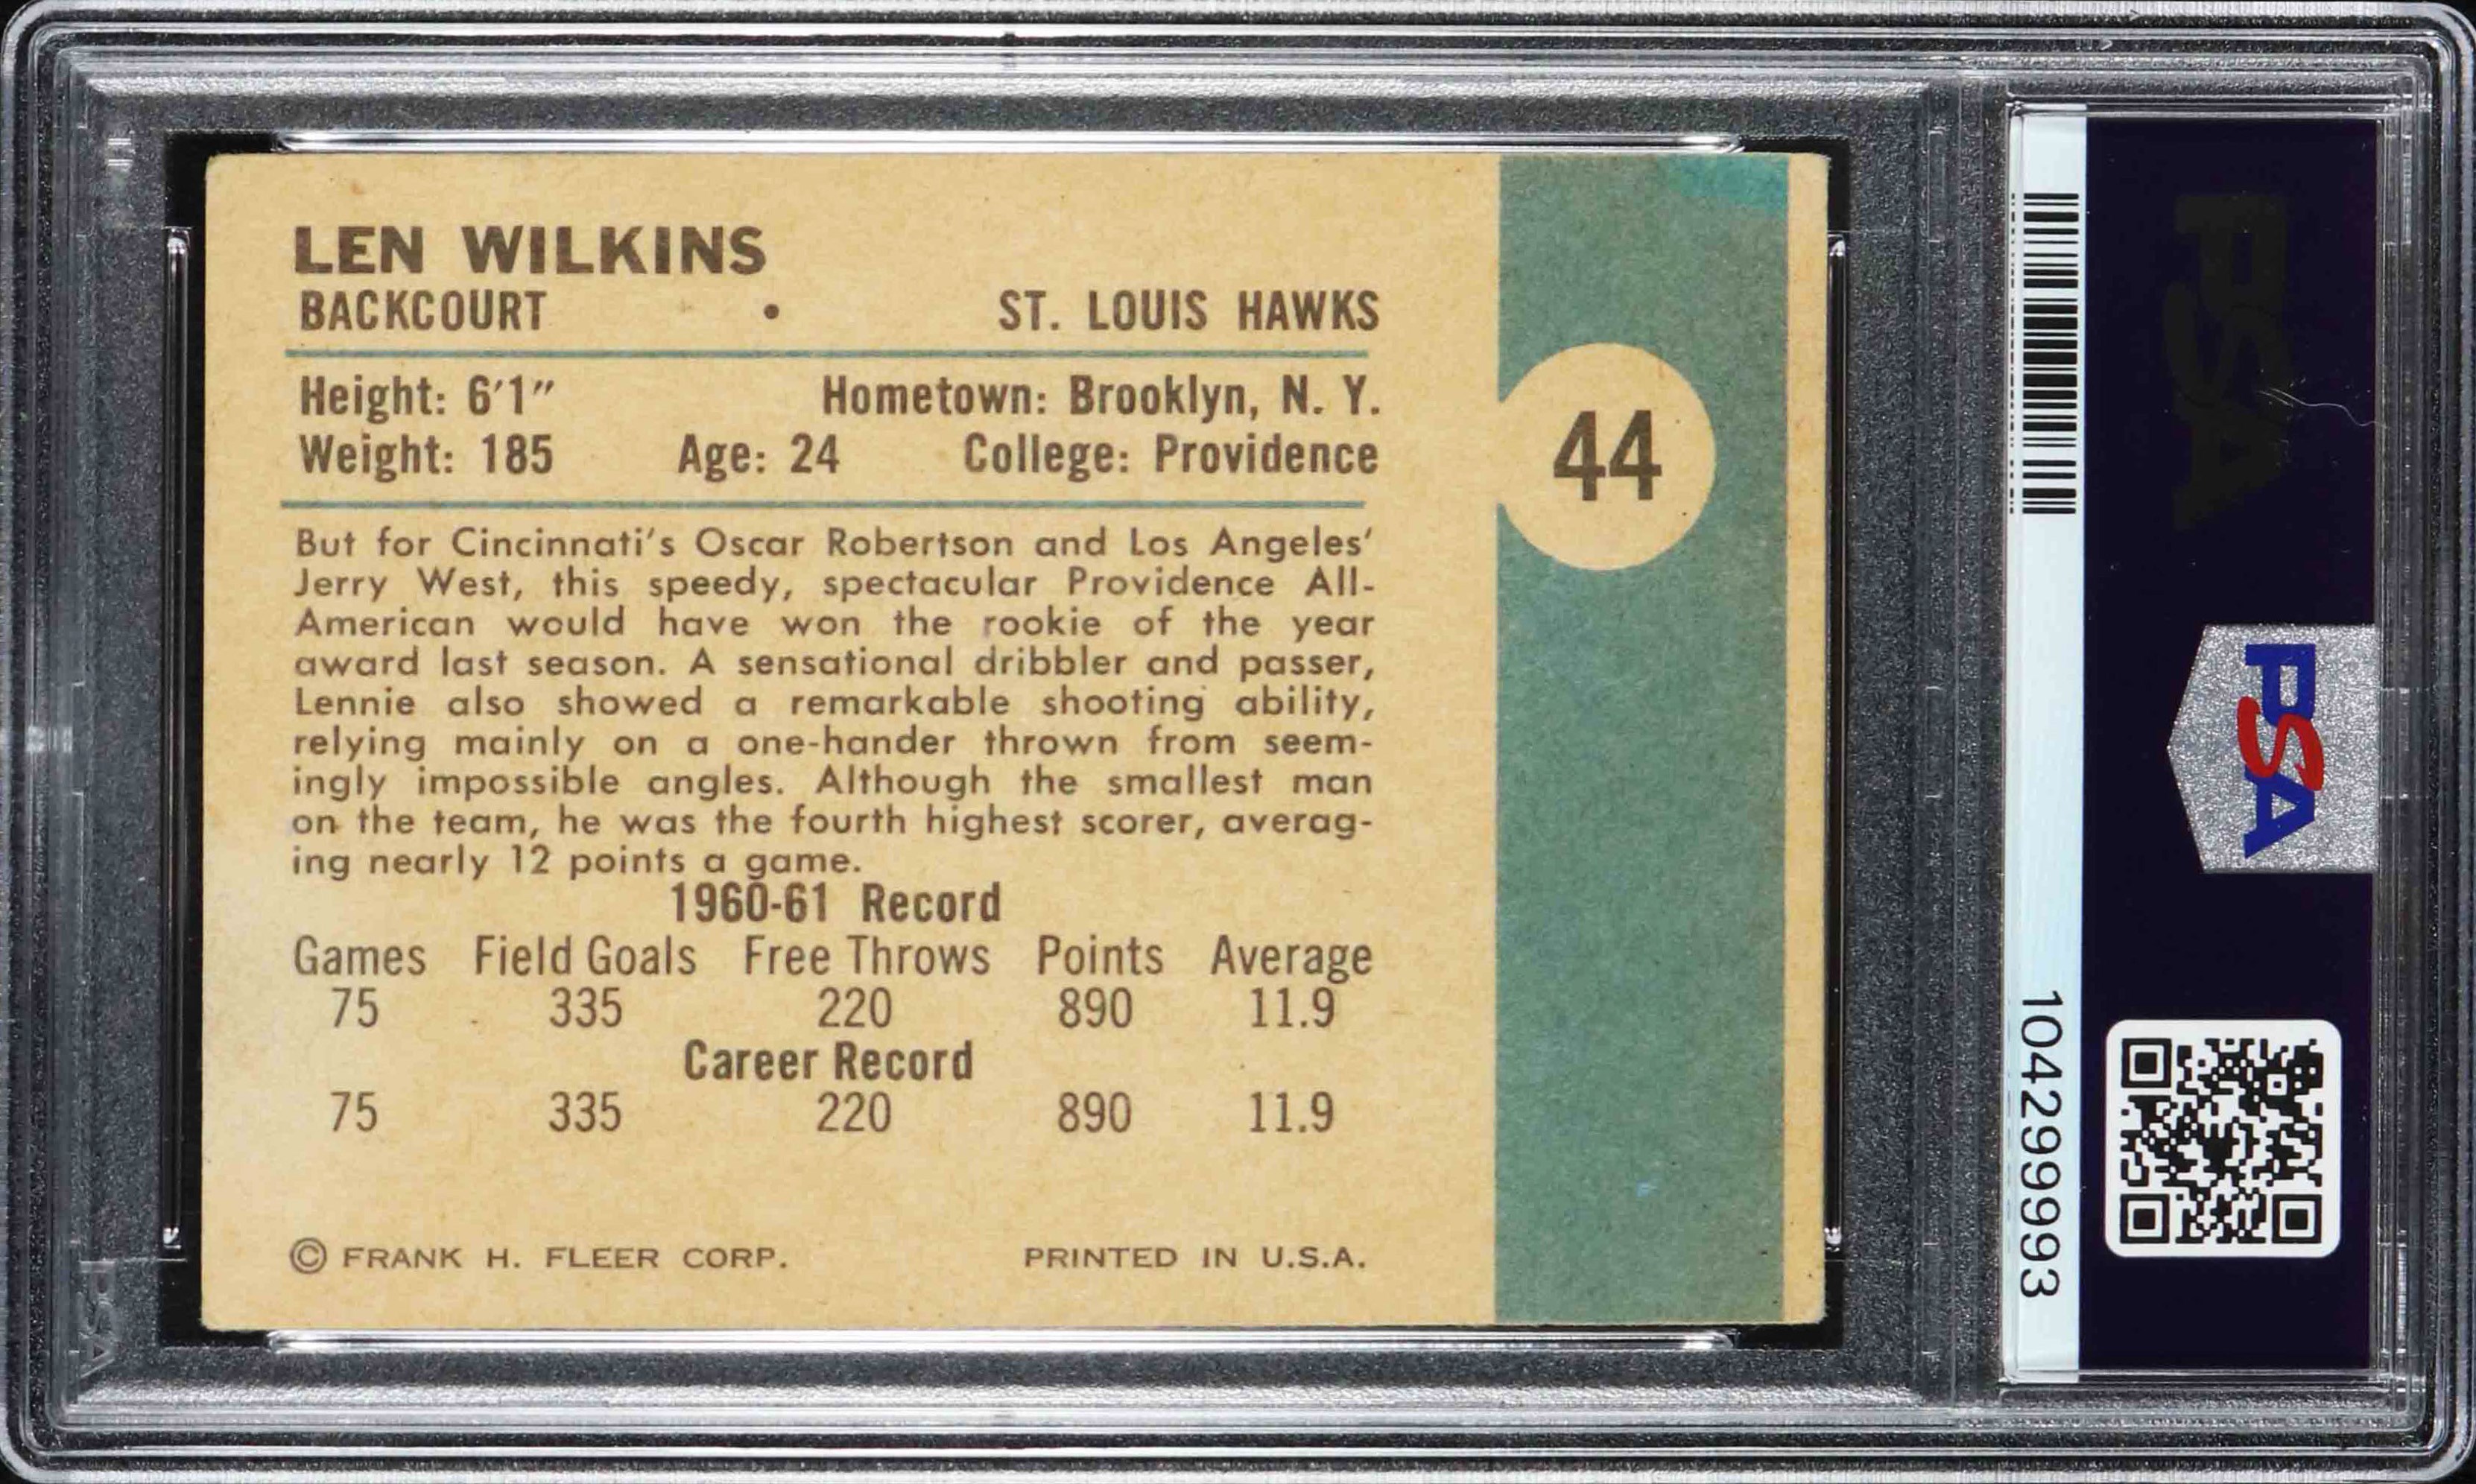 LEN WILKINS
BACKCOURT • ST. LOUIS HAWKS
Height: 6'1" Hometown: Brooklyn, N. Y.
Weight: 185 Age: 24 College: Providence
44
But for Cincinnati's Oscar Robertson and Los Angeles'
Jerry West, this speedy, spectacular Providence All-
American would have won the rookie of the year
award last season. A sensational dribbler and passer,
Lennie also showed a remarkable shooting ability,
relying mainly on a one-hander thrown from seem-
ingly impossible angles. Although the smallest man
on the team, he was the fourth highest scorer, averag-
ing nearly 12 points a game.
1960-61 Record
Games Field Goals Free Throws Points Average
75 335 220 890 11.9
Career Record
75 335 220 890 11.9
© FRANK H. FLEER CORP. PRINTED IN U.S.A.
104299993
PSA
PSA
PSA